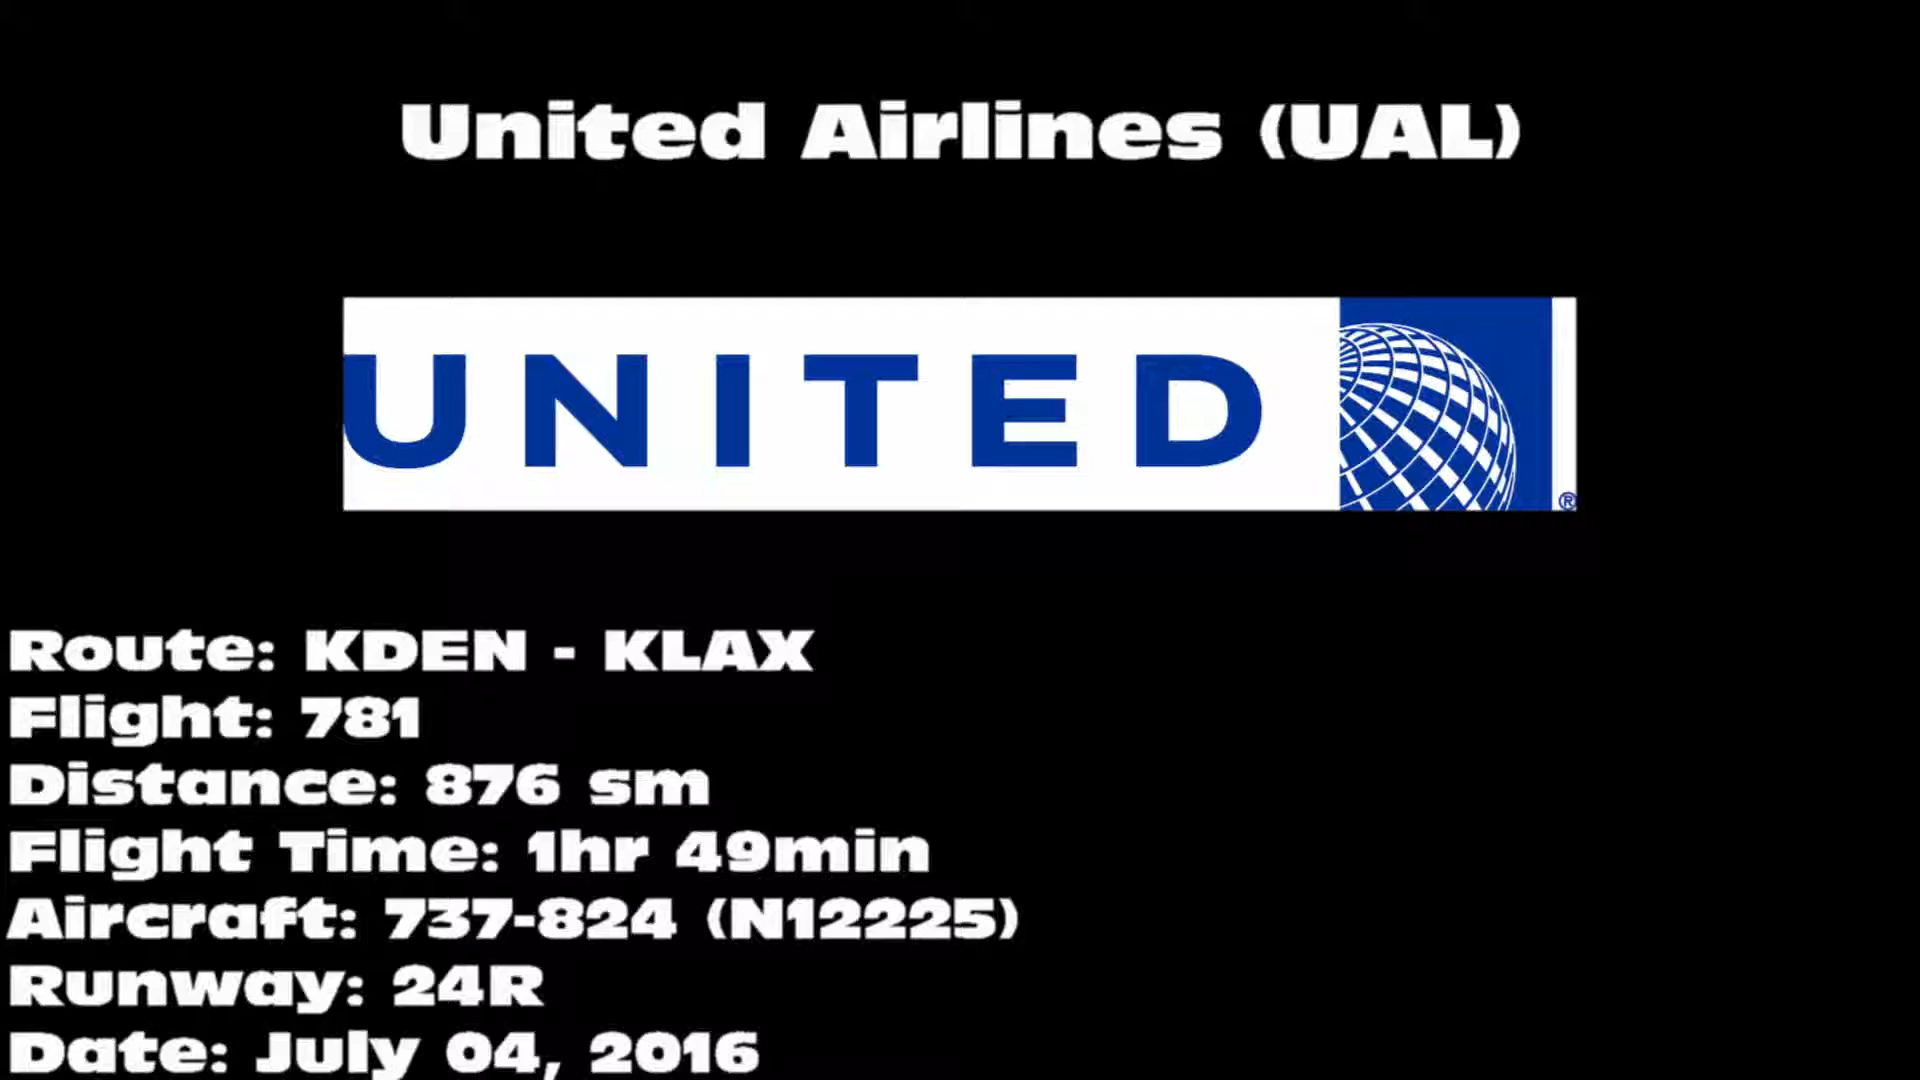 United Airlines (UAL)
UNITED
®
Route: KDEN - KLAX
Flight: 781
Distance: 876 sm
Flight Time: 1hr 49min
Aircraft: 737-824 (N12225)
Runway: 24R
Date: July 04, 2016